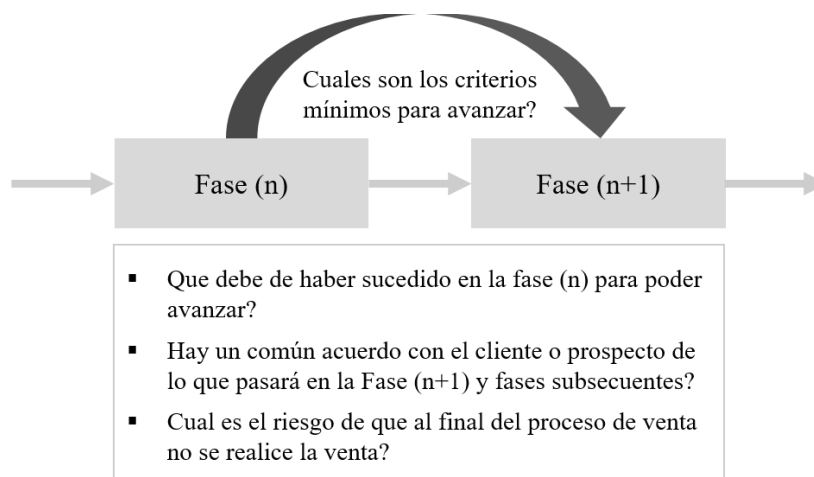 Cuales son los criterios
mínimos para avanzar?
Fase (n)
Fase (n+1)
▪ Que debe de haber sucedido en la fase (n) para poder
avanzar?
▪ Hay un común acuerdo con el cliente o prospecto de
lo que pasará en la Fase (n+1) y fases subsecuentes?
▪ Cual es el riesgo de que al final del proceso de venta
no se realice la venta?